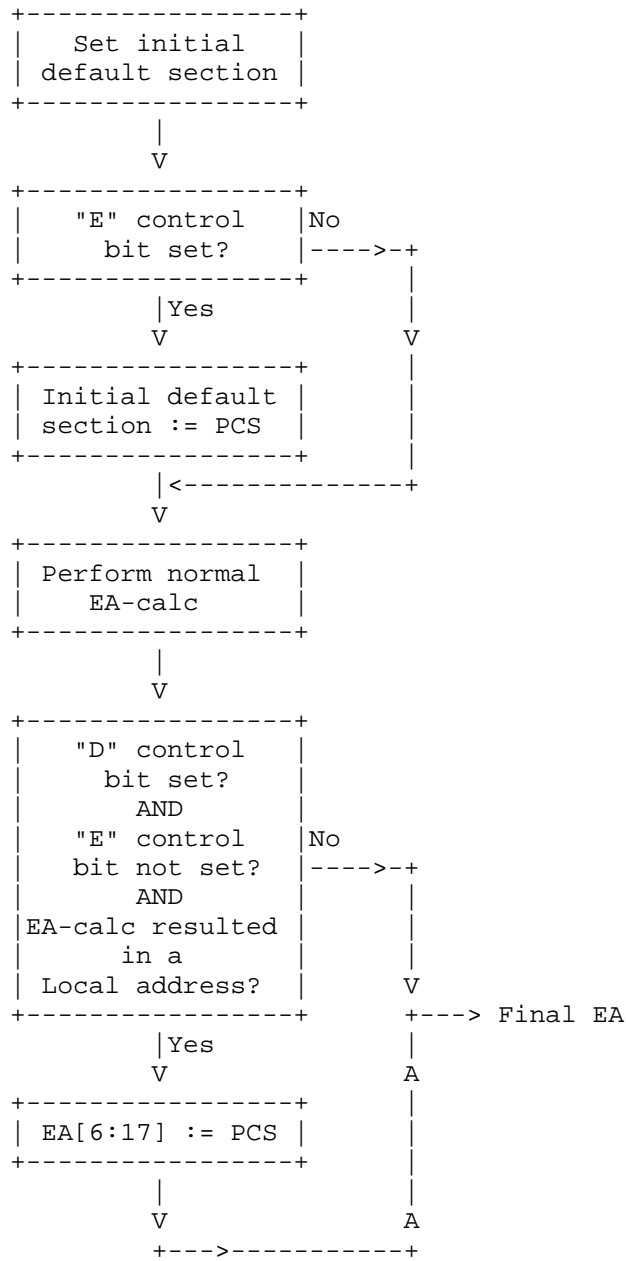 Set initial
default section
"E" control
bit set?
No
Yes
Initial default
section := PCS
Perform normal
EA-calc
"D" control
bit set?
AND
"E" control
bit not set?
No
AND
EA-calc resulted
in a
Local address?
Final EA
Yes
EA[6:17] := PCS